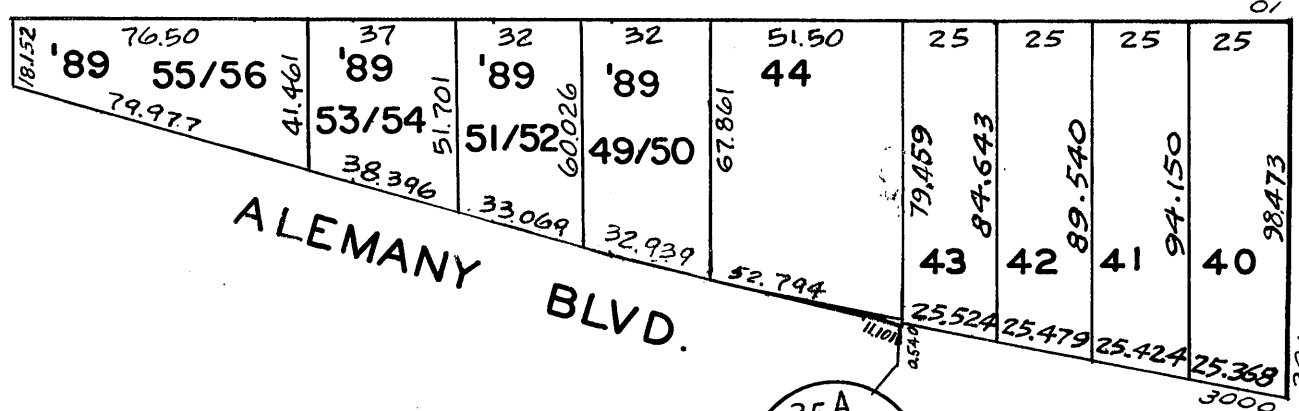 01
76.50 37 32 32 51.50 25 25 25 25
18.152 '89 55/56 41.461 '89 53/54 51.701 '89 51/52 60.026 '89 49/50 67.861 44 79.459 43 84.643 42 89.540 41 94.150 40 98.473
79.977 38.396 33.069 32.939 52.794 25.524 25.479 25.424 25.368
11.101 0.540
ALEMANY BLVD.
3000